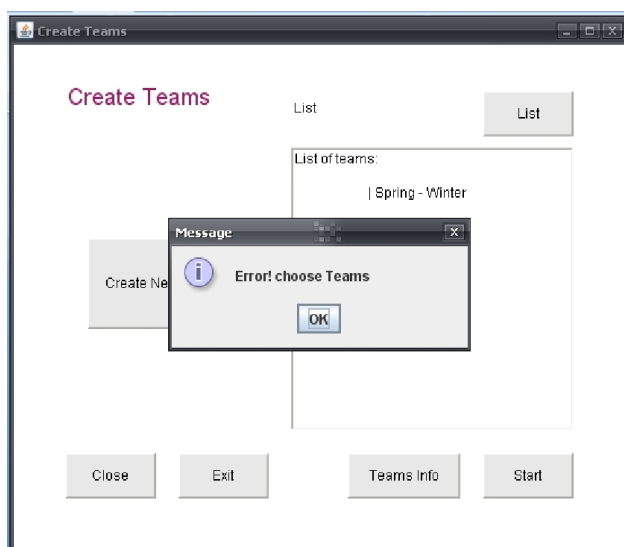 Create Teams
Create Teams
List
List
List of teams:
| Spring - Winter
Message
Error! choose Teams
OK
Create Ne
Close
Exit
Teams Info
Start